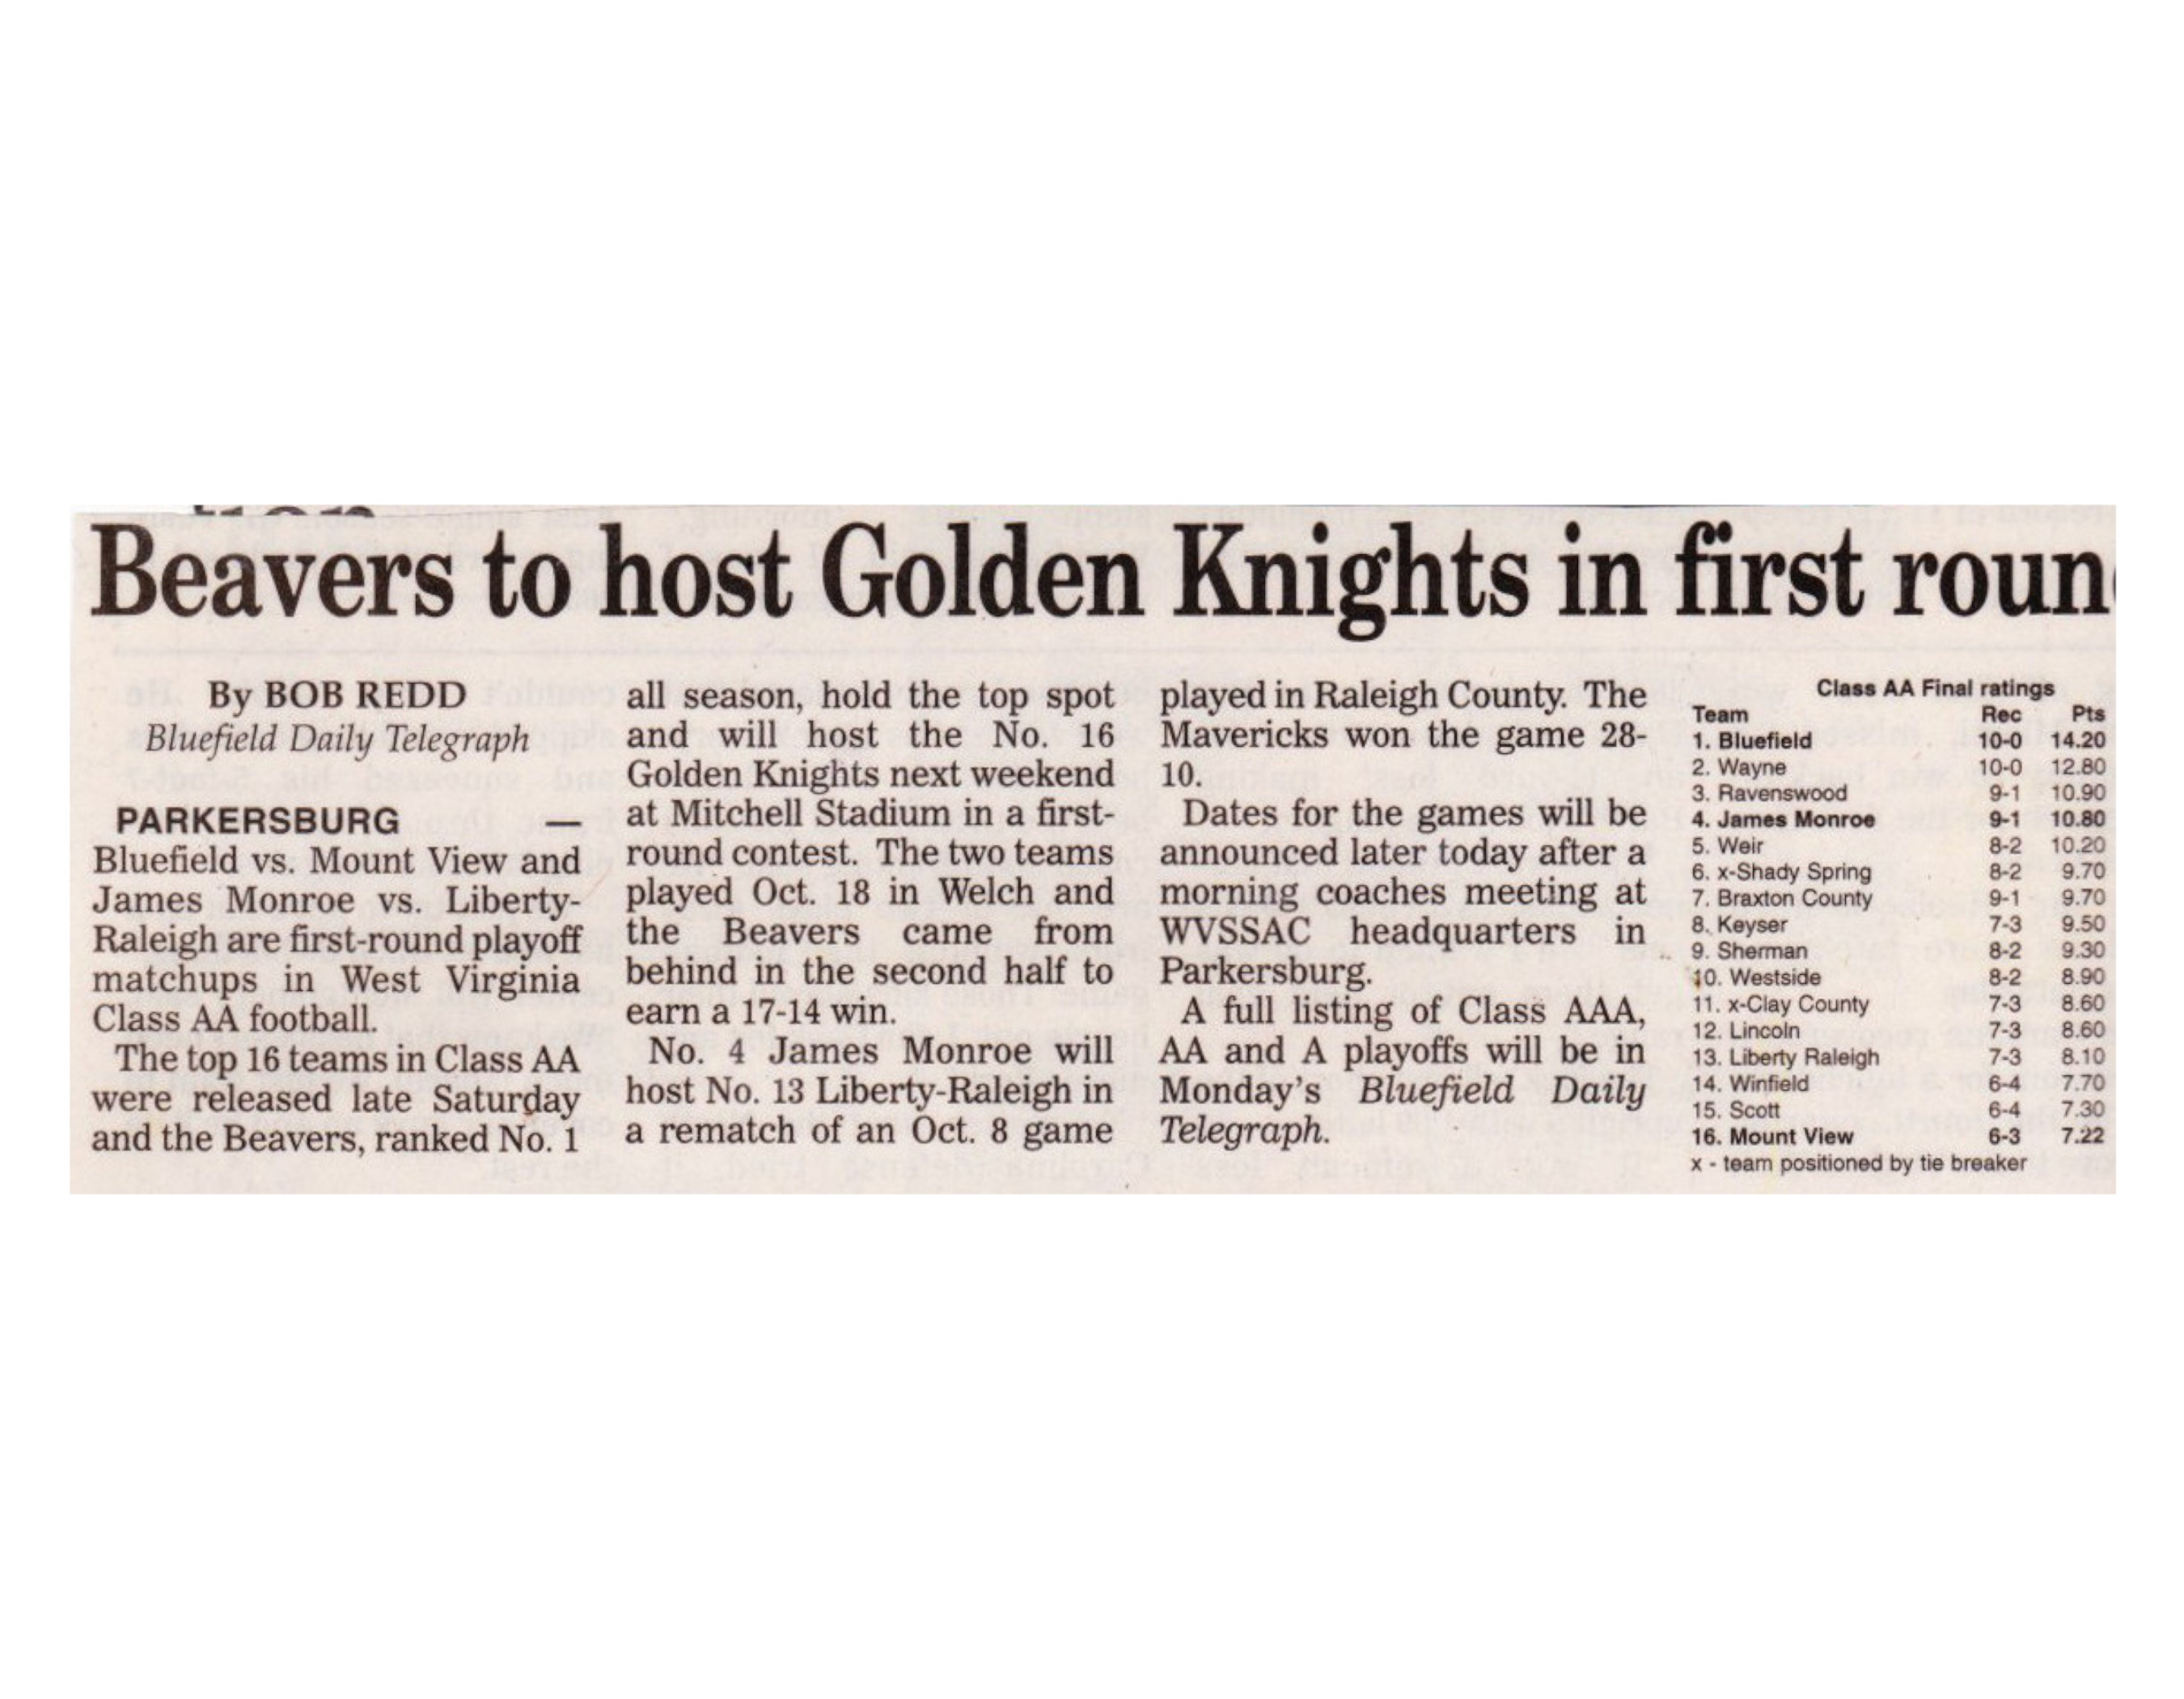 Beavers to host Golden Knights in first roun
By BOB REDD
Bluefield Daily Telegraph
PARKERSBURG —
Bluefield vs. Mount View and
James Monroe vs. Liberty-
Raleigh are first-round playoff
matchups in West Virginia
Class AA football.
The top 16 teams in Class AA
were released late Saturday
and the Beavers, ranked No. 1
all season, hold the top spot
and will host the No. 16
Golden Knights next weekend
at Mitchell Stadium in a first-
round contest. The two teams
played Oct. 18 in Welch and
the Beavers came from
behind in the second half to
earn a 17-14 win.
No. 4 James Monroe will
host No. 13 Liberty-Raleigh in
a rematch of an Oct. 8 game
played in Raleigh County. The
Mavericks won the game 28-
10.
Dates for the games will be
announced later today after a
morning coaches meeting at
WVSSAC headquarters in
Parkersburg.
A full listing of Class AAA,
AA and A playoffs will be in
Monday's Bluefield Daily
Telegraph.
Class AA Final ratings
Team Rec Pts
1. Bluefield 10-0 14.20
2. Wayne 10-0 12.80
3. Ravenswood 9-1 10.90
4. James Monroe 9-1 10.80
5. Weir 8-2 10.20
6. x-Shady Spring 8-2 9.70
7. Braxton County 9-1 9.70
8. Keyser 7-3 9.50
9. Sherman 8-2 9.30
10. Westside 8-2 8.90
11. x-Clay County 7-3 8.60
12. Lincoln 7-3 8.60
13. Liberty Raleigh 7-3 8.10
14. Winfield 6-4 7.70
15. Scott 6-4 7.30
16. Mount View 6-3 7.22
x - team positioned by tie breaker